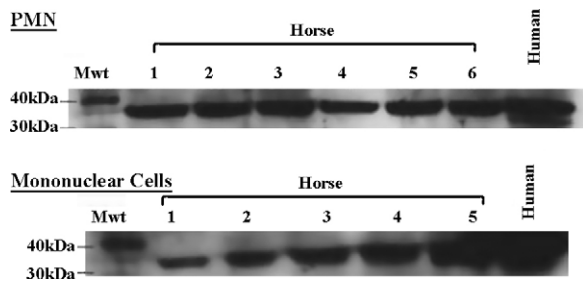 PMN
Horse
Human
Mwt 1 2 3 4 5 6
40kDa
30kDa
Mononuclear Cells
Horse
Human
Mwt 1 2 3 4 5
40kDa
30kDa